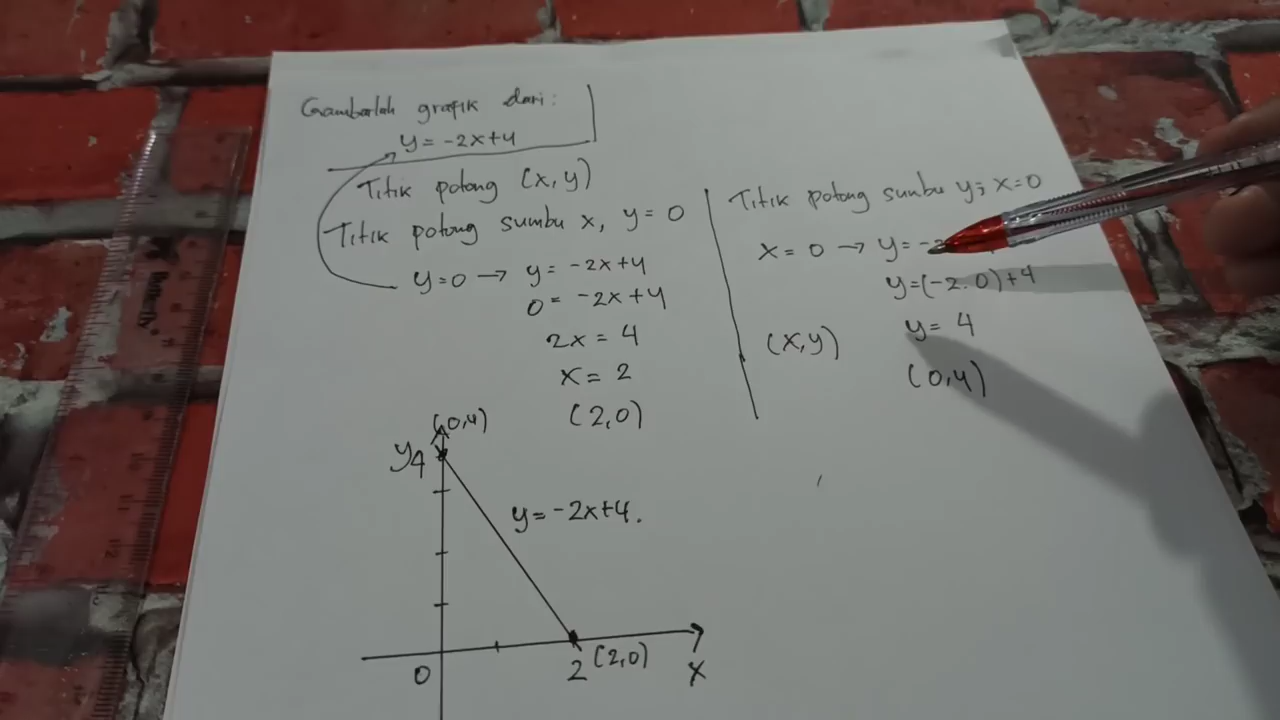 Gambarlah grafik dari:
y = -2x+4
Titik potong (x,y)
Titik potong sumbu x, y = 0
y=0 → y = -2x+4
0 = -2x+4
2x = 4
x = 2
(2,0)
Titik potong sumbu y; x=0
x = 0 → y = -2
y=(-2.0)+4
y = 4
(x,y)
(0,4)
(0,4)
y
4
y=-2x+4.
0
2 (2,0)
x
Butterfly